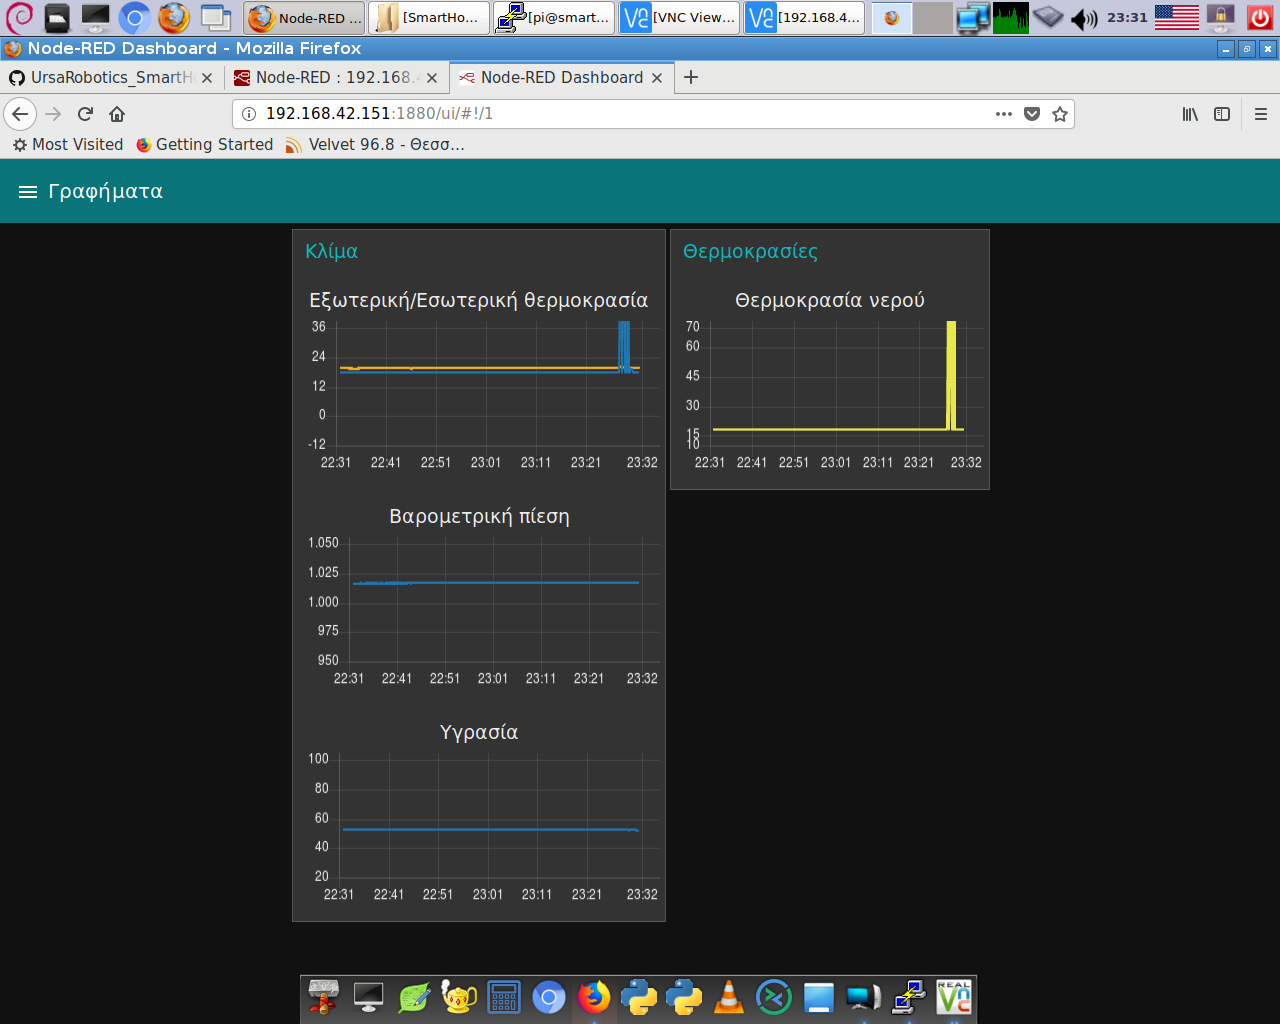 Node-RED ...
[SmartHo...
[pi@smart...
[VNC View...
[192.168.4...
23:31
Node-RED Dashboard - Mozilla Firefox
UrsaRobotics_SmartH
Node-RED : 192.168.4
Node-RED Dashboard
192.168.42.151:1880/ui/#!/1
Most Visited
Getting Started
Velvet 96.8 - Θεσσ...
Γραφήματα
Κλίμα
Εξωτερική/Εσωτερική θερμοκρασία
36
24
12
0
-12
22:31 22:41 22:51 23:01 23:11 23:21 23:32
Βαρομετρική πίεση
1.050
1.025
1.000
975
950
22:31 22:41 22:51 23:01 23:11 23:21 23:32
Υγρασία
100
80
60
40
20
22:31 22:41 22:51 23:01 23:11 23:21 23:32
Θερμοκρασίες
Θερμοκρασία νερού
70
60
45
30
15
10
22:31 22:41 22:51 23:01 23:11 23:21 23:32
REAL
VNC